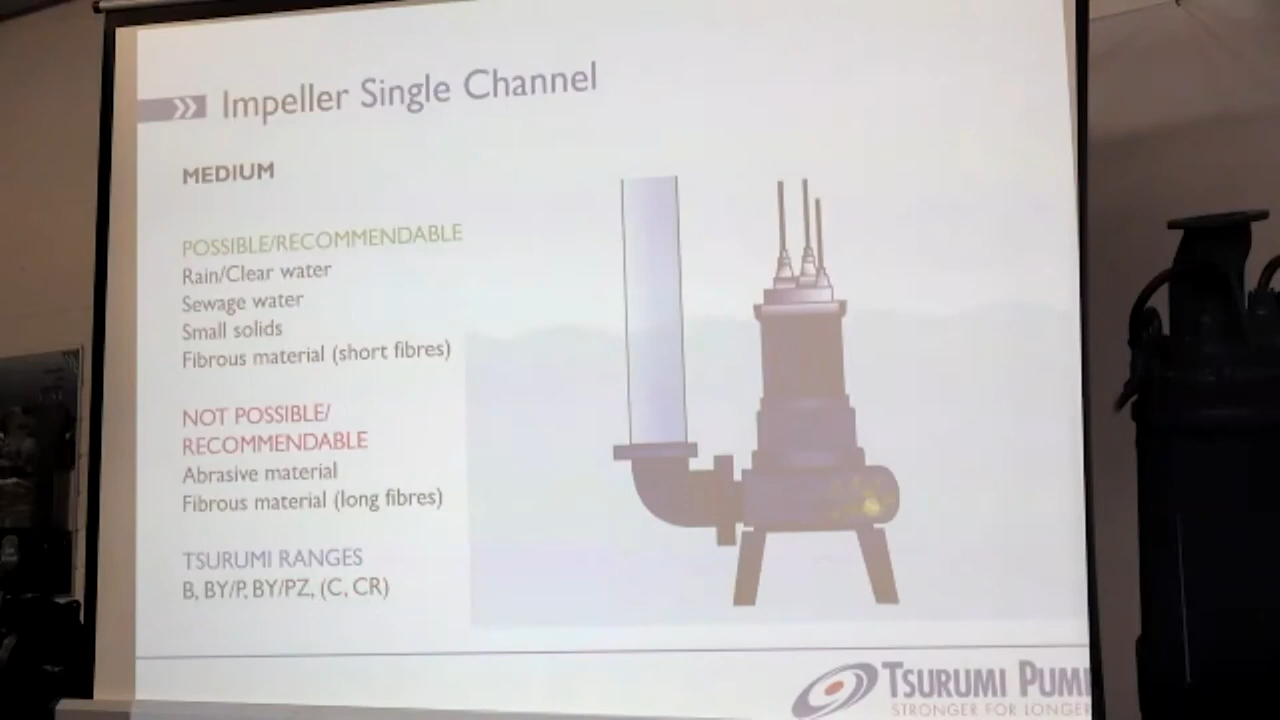 Impeller Single Channel
MEDIUM
POSSIBLE/RECOMMENDABLE
Rain/Clear water
Sewage water
Small solids
Fibrous material (short fibres)
NOT POSSIBLE/
RECOMMENDABLE
Abrasive material
Fibrous material (long fibres)
TSURUMI RANGES
B, BY/P, BY/PZ, (C, CR)
TSURUMI PUM
STRONGER FOR LONGER